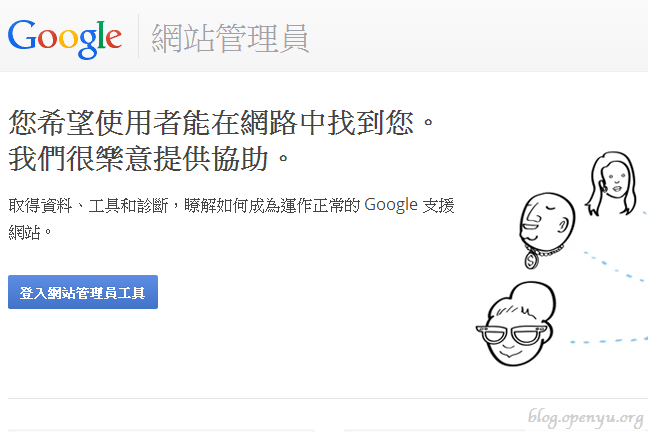 Google 網站管理員
您希望使用者能在網路中找到您。
我們很樂意提供協助。
取得資料、工具和診斷，瞭解如何成為運作正常的 Google 支援
網站。
登入網站管理員工具
$
blog.openyu.org